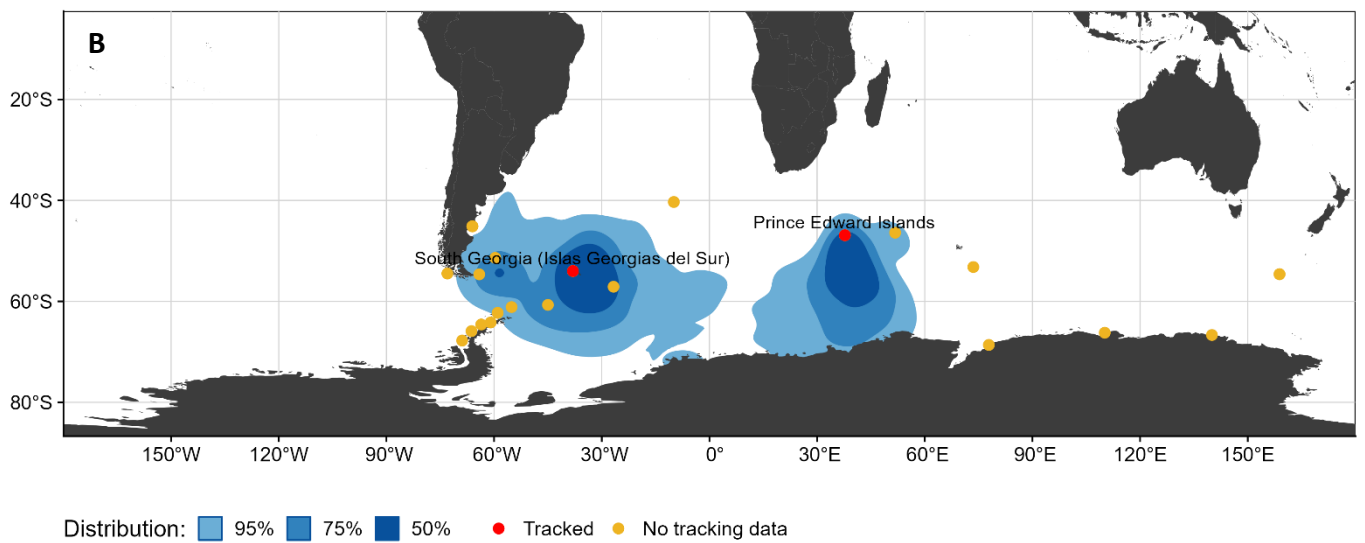 B
20°S
40°S
Prince Edward Islands
South Georgia (Islas Georgias del Sur)
60°S
80°S
150°W 120°W 90°W 60°W 30°W 0° 30°E 60°E 90°E 120°E 150°E
Distribution: 95% 75% 50% Tracked No tracking data